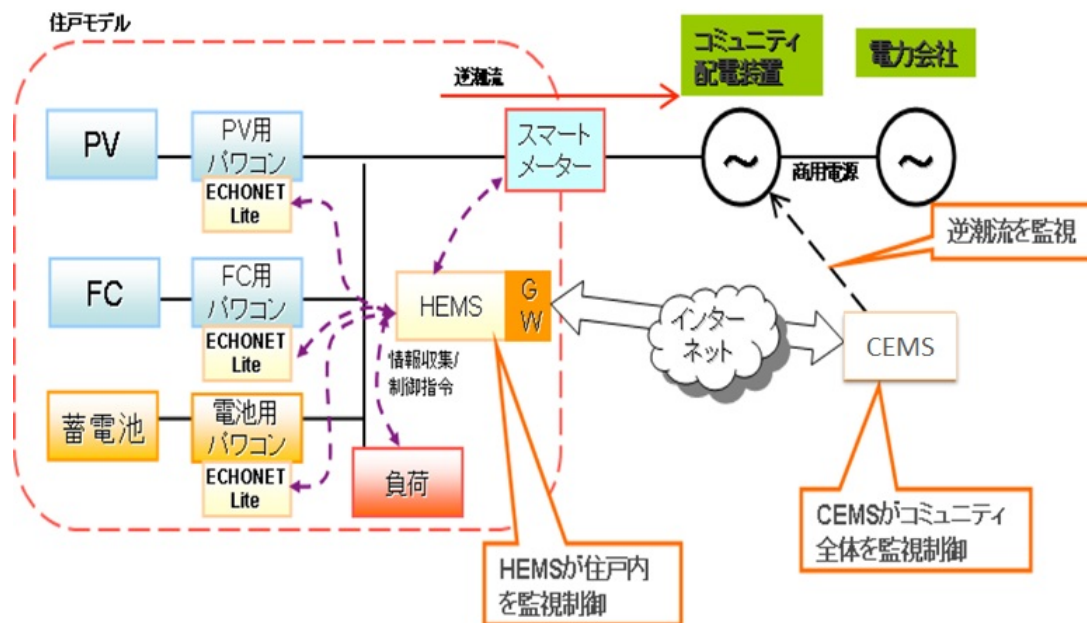 住戸モデル
逆潮流
コミュニティ
配電装置
電力会社
PV
PV用
パワコン
ECHONET
Lite
スマート
メーター
〜
〜
商用電源
逆潮流を監視
FC
FC用
パワコン
ECHONET
Lite
HEMS
G
W
インター
ネット
CEMS
情報収集/
制御指令
蓄電池
電池用
パワコン
ECHONET
Lite
負荷
HEMSが住戸内
を監視制御
CEMSがコミュニティ
全体を監視制御